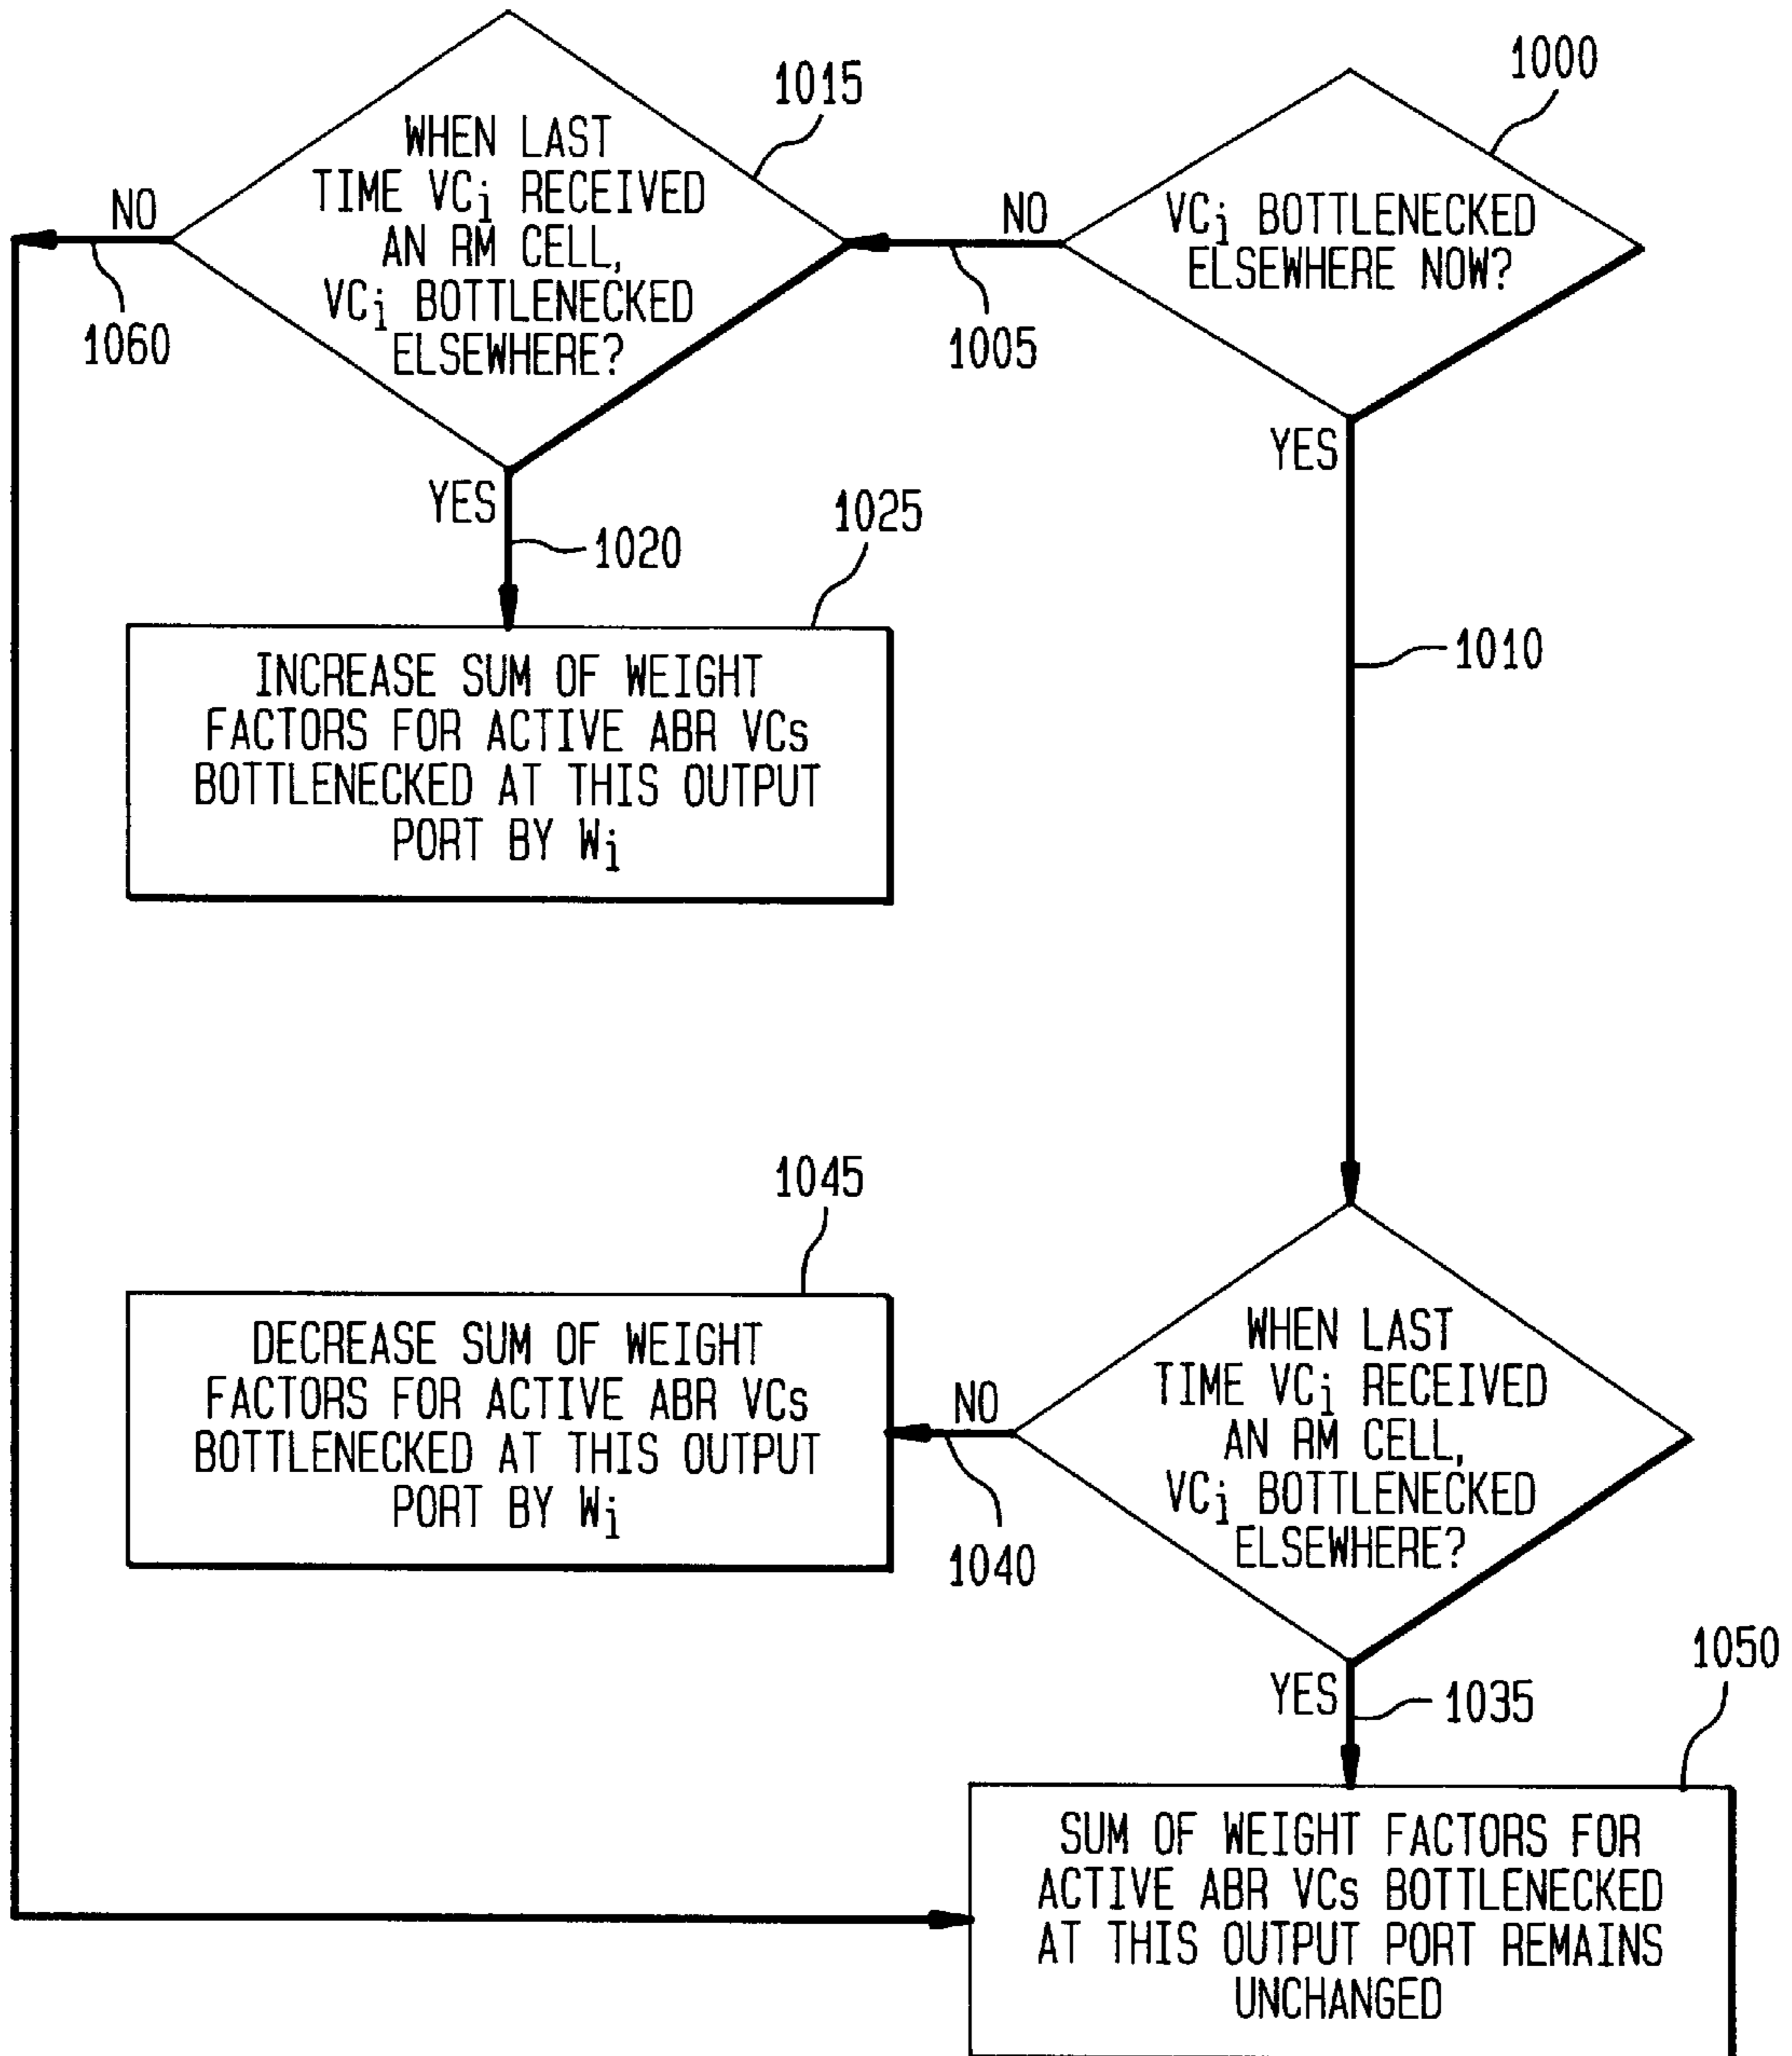 1000
VCi BOTTLENECKED
ELSEWHERE NOW?
NO
1005
YES
1010
1015
WHEN LAST
TIME VCi RECEIVED
AN RM CELL,
VCi BOTTLENECKED
ELSEWHERE?
NO
1060
YES
1020
1025
INCREASE SUM OF WEIGHT
FACTORS FOR ACTIVE ABR VCs
BOTTLENECKED AT THIS OUTPUT
PORT BY Wi
WHEN LAST
TIME VCi RECEIVED
AN RM CELL,
VCi BOTTLENECKED
ELSEWHERE?
NO
1040
1045
DECREASE SUM OF WEIGHT
FACTORS FOR ACTIVE ABR VCs
BOTTLENECKED AT THIS OUTPUT
PORT BY Wi
YES
1035
1050
SUM OF WEIGHT FACTORS FOR
ACTIVE ABR VCs BOTTLENECKED
AT THIS OUTPUT PORT REMAINS
UNCHANGED